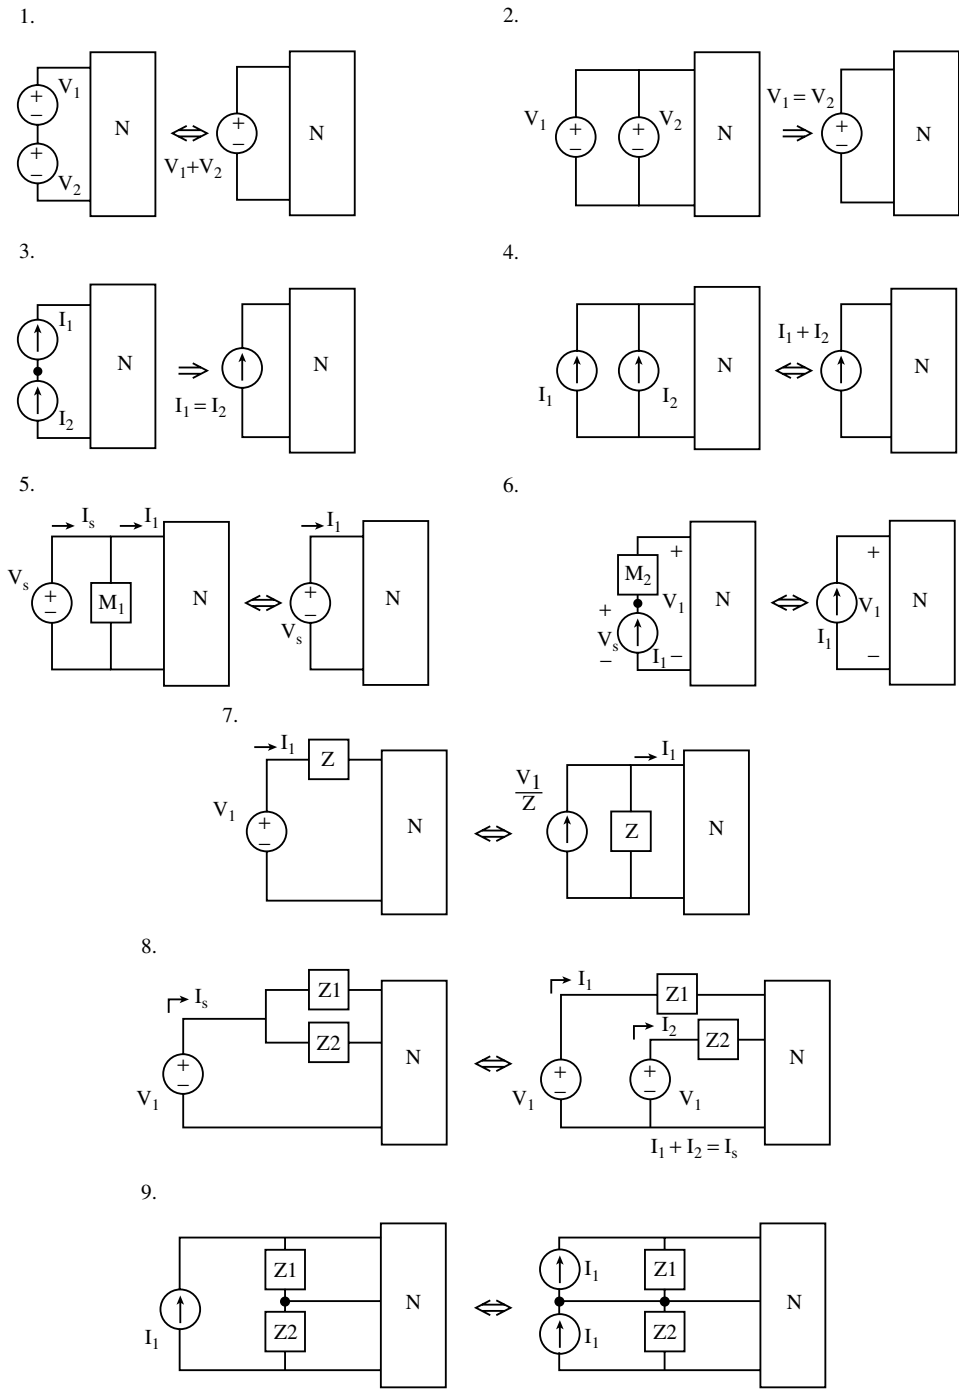 1.
V1
V2
N
V1+V2
N
2.
V1
V2
N
V1 = V2
N
3.
I1
I2
N
I1 = I2
N
4.
I1
I2
N
I1 + I2
N
5.
Is
I1
Vs
M1
N
I1
Vs
N
6.
M2
+
V1
+
Vs
−
I1 −
N
+
V1
I1
−
N
7.
I1
Z
V1
N
V1
Z
I1
Z
N
8.
Is
Z1
Z2
V1
N
I1
Z1
I2
Z2
V1
V1
N
I1 + I2 = Is
9.
I1
Z1
Z2
N
I1
I1
Z1
Z2
N